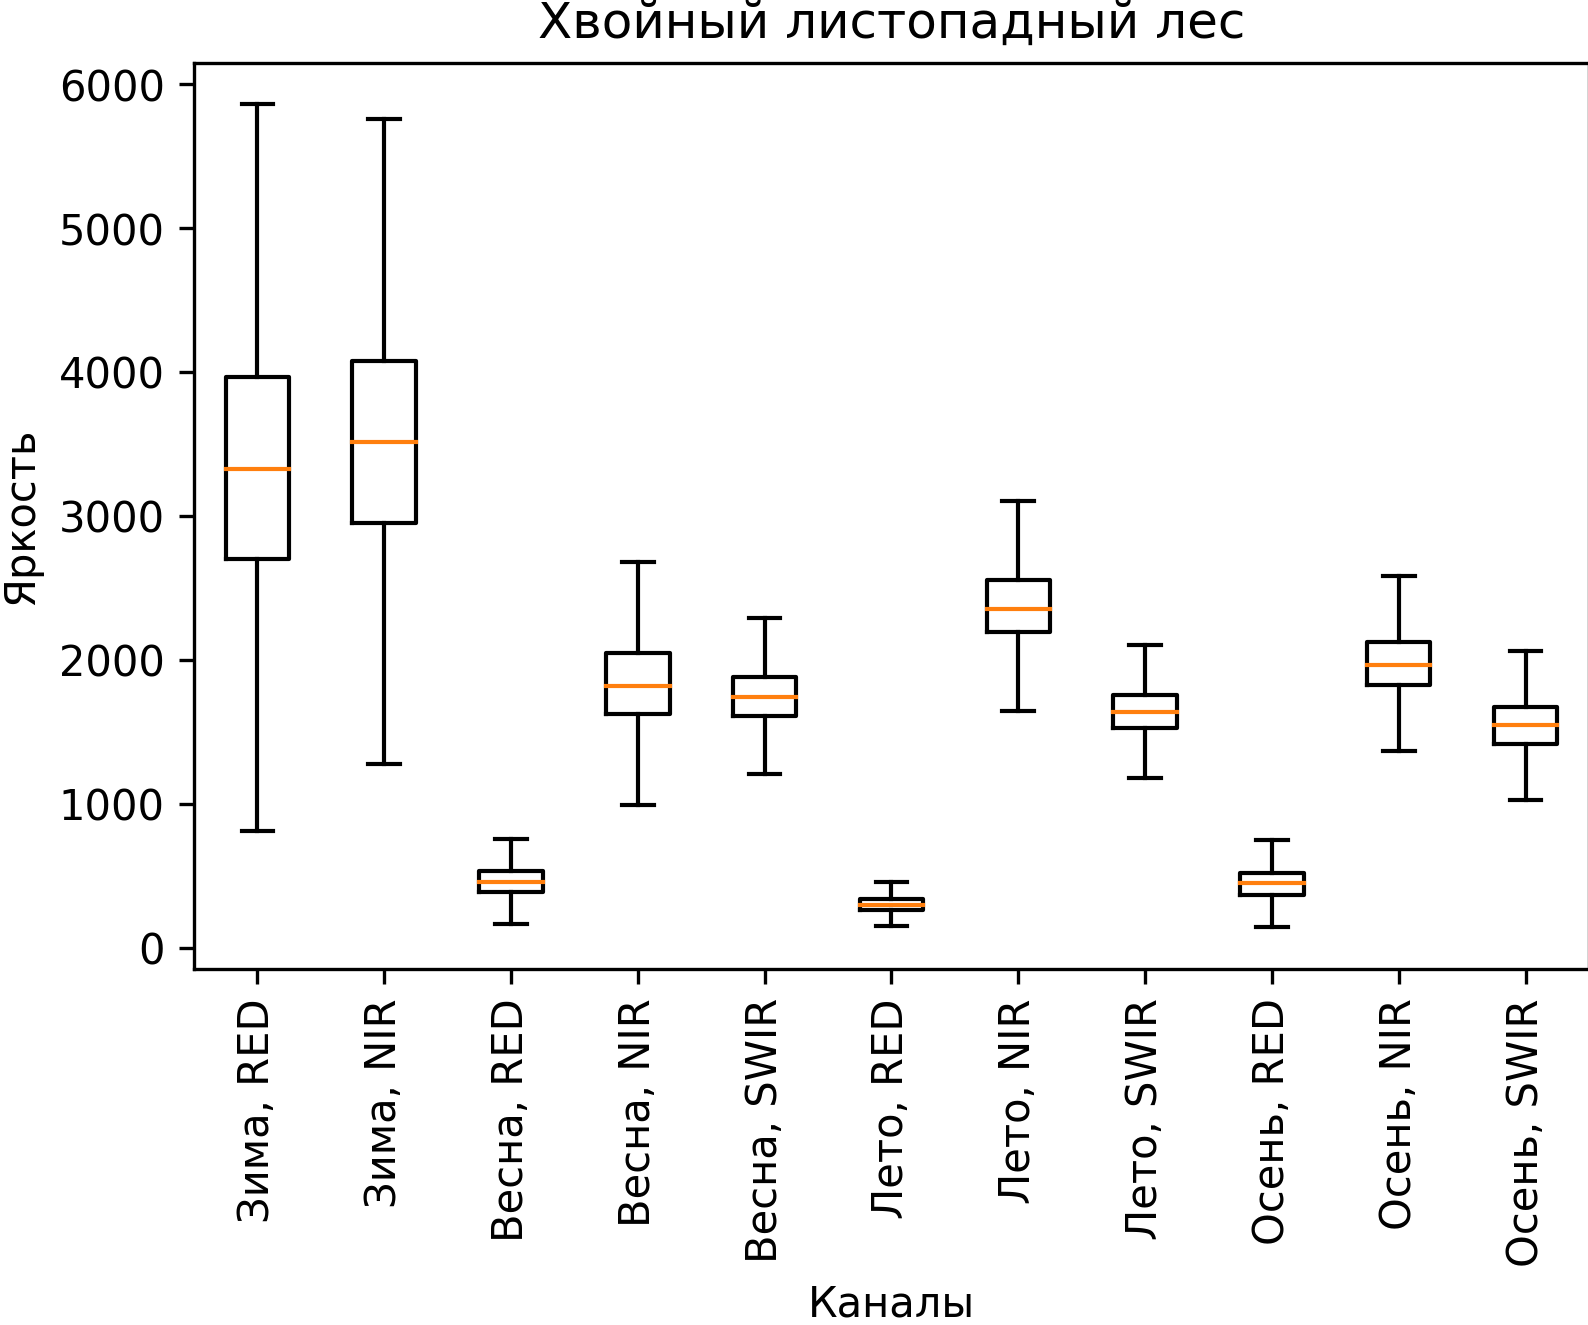 Хвойный листопадный лес
Яркость
6000
5000
4000
3000
2000
1000
0
Зима, RED
Зима, NIR
Весна, RED
Весна, NIR
Весна, SWIR
Лето, RED
Лето, NIR
Лето, SWIR
Осень, RED
Осень, NIR
Осень, SWIR
Каналы